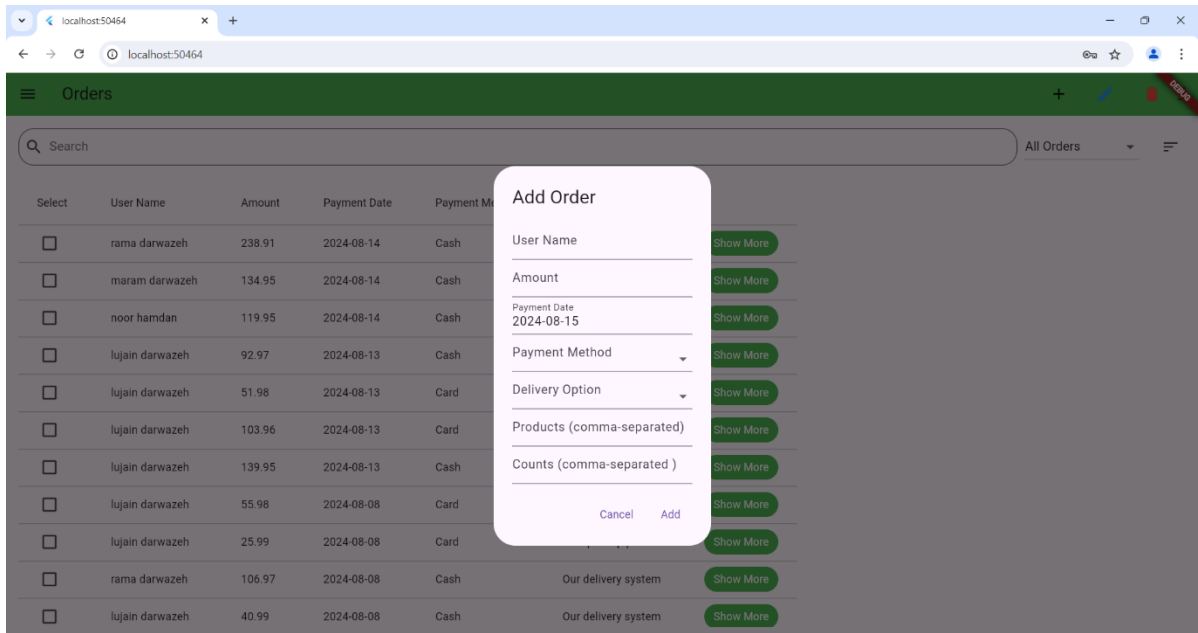 localhost:50464
localhost:50464
Orders
DEBUG
Search
All Orders
Select User Name Amount Payment Date Payment Me
rama darwazeh 238.91 2024-08-14 Cash Show More
maram darwazeh 134.95 2024-08-14 Cash Show More
noor hamdan 119.95 2024-08-14 Cash Show More
lujain darwazeh 92.97 2024-08-13 Cash Show More
lujain darwazeh 51.98 2024-08-13 Card Show More
lujain darwazeh 103.96 2024-08-13 Card Show More
lujain darwazeh 139.95 2024-08-13 Cash Show More
lujain darwazeh 55.98 2024-08-08 Card Show More
lujain darwazeh 25.99 2024-08-08 Card Show More
rama darwazeh 106.97 2024-08-08 Cash Our delivery system Show More
lujain darwazeh 40.99 2024-08-08 Cash Our delivery system Show More
Add Order
User Name
Amount
Payment Date
2024-08-15
Payment Method
Delivery Option
Products (comma-separated)
Counts (comma-separated )
Cancel Add